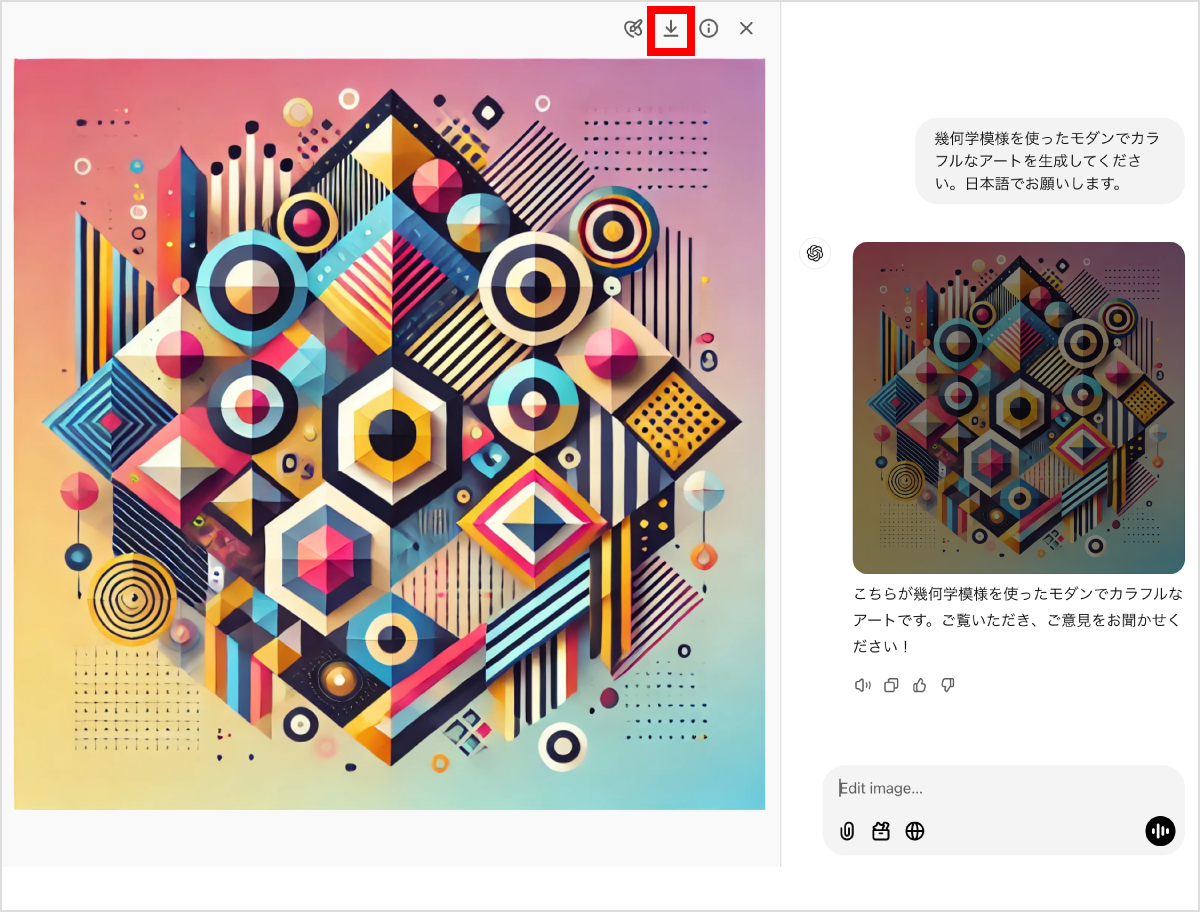 幾何学模様を使ったモダンでカラ
フルなアートを生成してくださ
い。日本語でお願いします。
こちらが幾何学模様を使ったモダンでカラフルな
アートです。ご覧いただき、ご意見をお聞かせく
ださい！
Edit image...